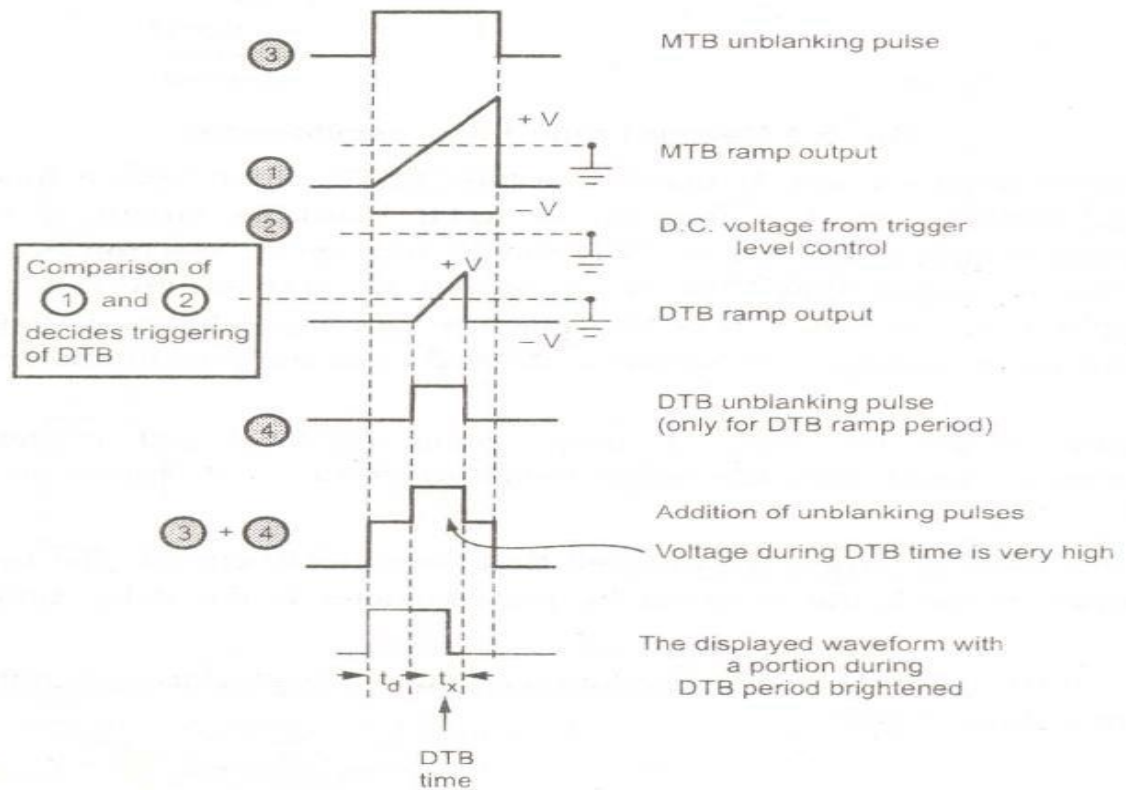 3
MTB unblanking pulse
+ V
1
MTB ramp output
– V
2
D.C. voltage from trigger
level control
Comparison of
1 and 2
decides triggering
of DTB
+ V
DTB ramp output
– V
DTB unblanking pulse
(only for DTB ramp period)
4
3 + 4
Addition of unblanking pulses
Voltage during DTB time is very high
The displayed waveform with
a portion during
DTB period brightened
td tx
DTB
time